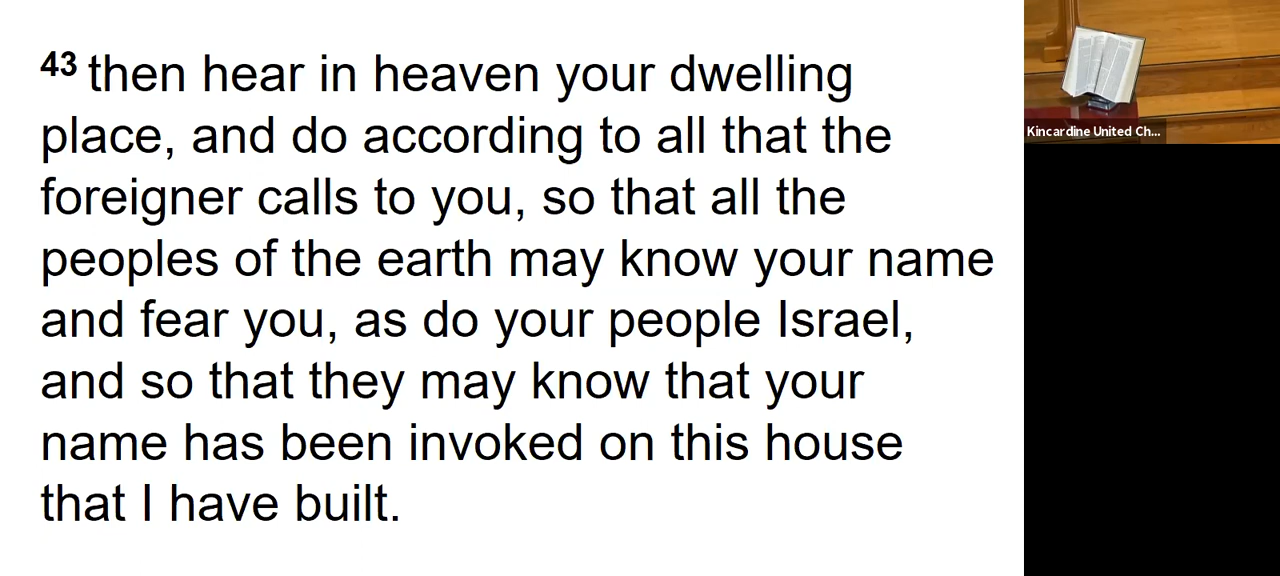 43 then hear in heaven your dwelling
place, and do according to all that the
foreigner calls to you, so that all the
peoples of the earth may know your name
and fear you, as do your people Israel,
and so that they may know that your
name has been invoked on this house
that I have built.
Kincardine United Ch...